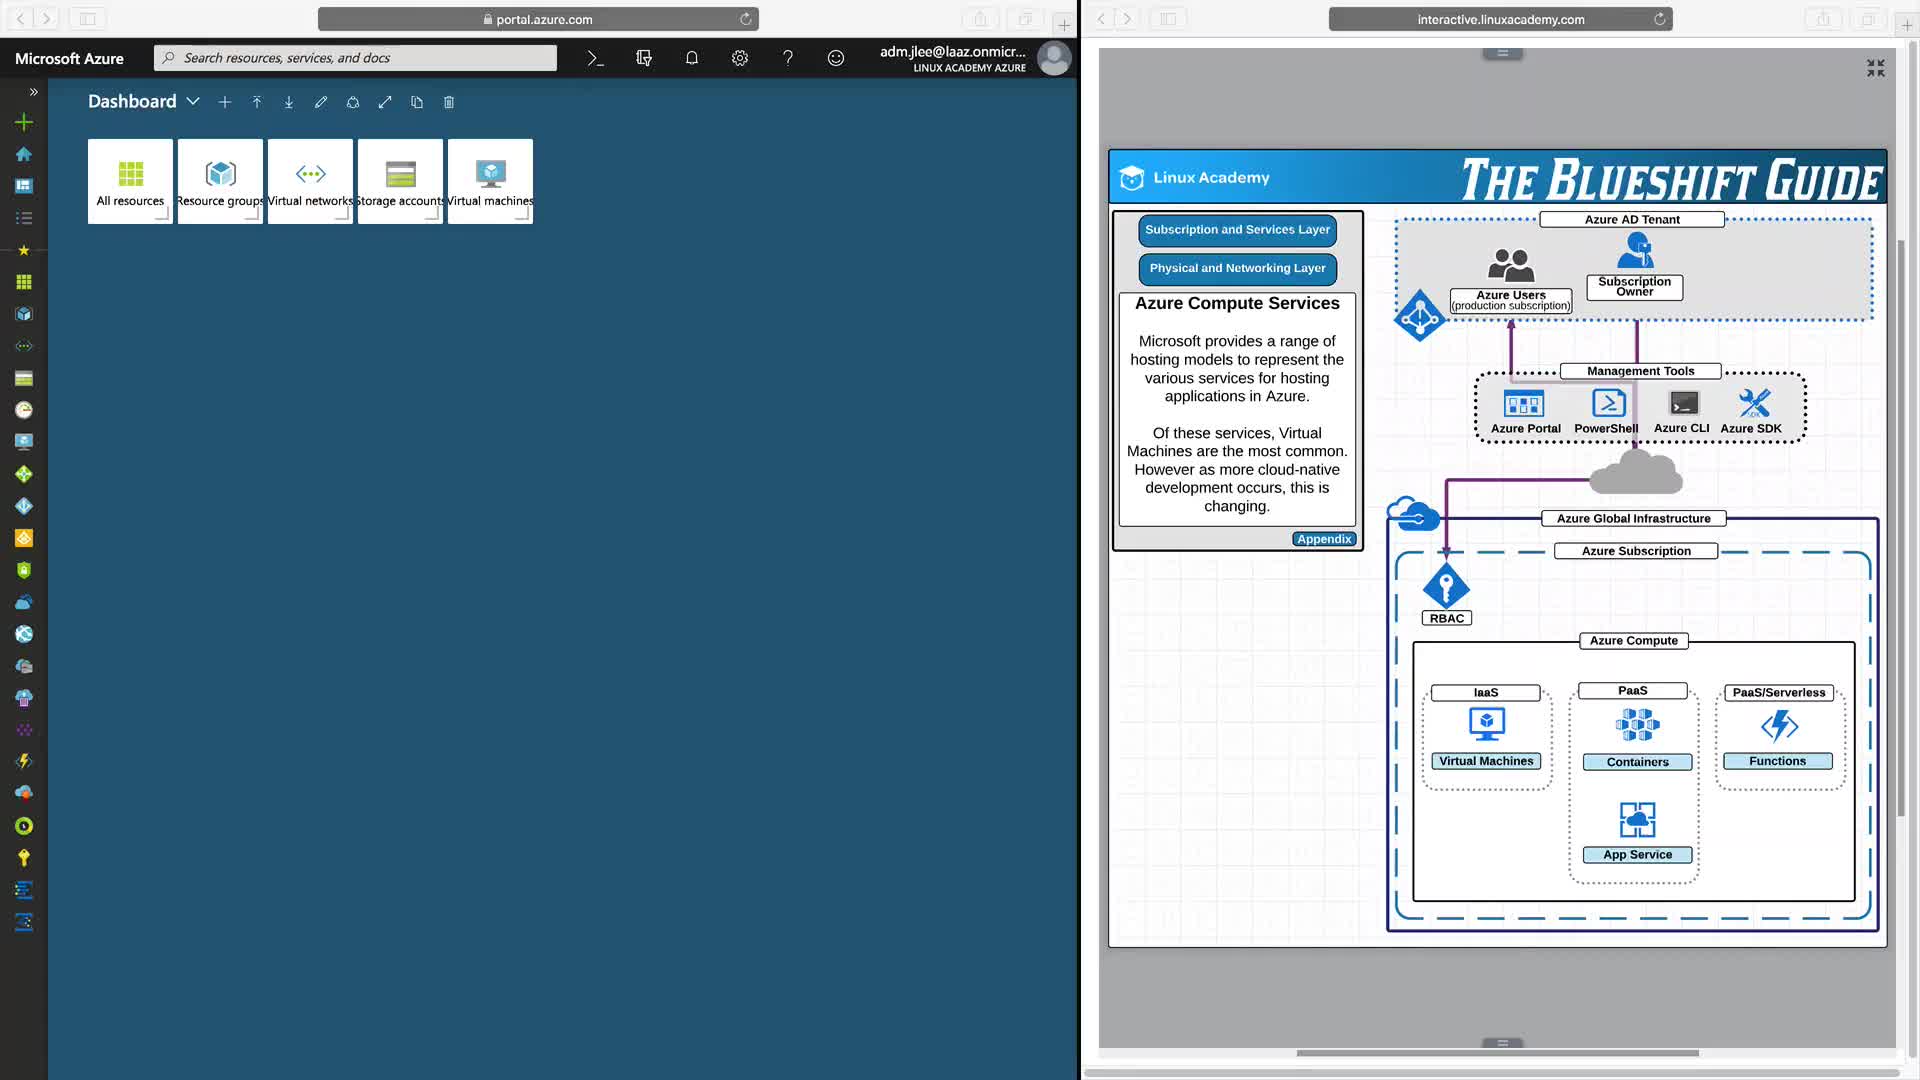 portal.azure.com
Microsoft Azure
Search resources, services, and docs
adm.jlee@laaz.onmicr...
LINUX ACADEMY AZURE
Dashboard
All resources
Resource groups
Virtual networks
Storage accounts
Virtual machines
interactive.linuxacademy.com
Linux Academy
THE BLUESHIFT GUIDE
Subscription and Services Layer
Physical and Networking Layer
Azure Compute Services
Microsoft provides a range of
hosting models to represent the
various services for hosting
applications in Azure.
Of these services, Virtual
Machines are the most common.
However as more cloud-native
development occurs, this is
changing.
Appendix
Azure AD Tenant
Azure Users
(production subscription)
Subscription
Owner
Management Tools
Azure Portal
PowerShell
Azure CLI
SDK
Azure SDK
Azure Global Infrastructure
Azure Subscription
RBAC
Azure Compute
IaaS
PaaS
PaaS/Serverless
Virtual Machines
Containers
Functions
App Service